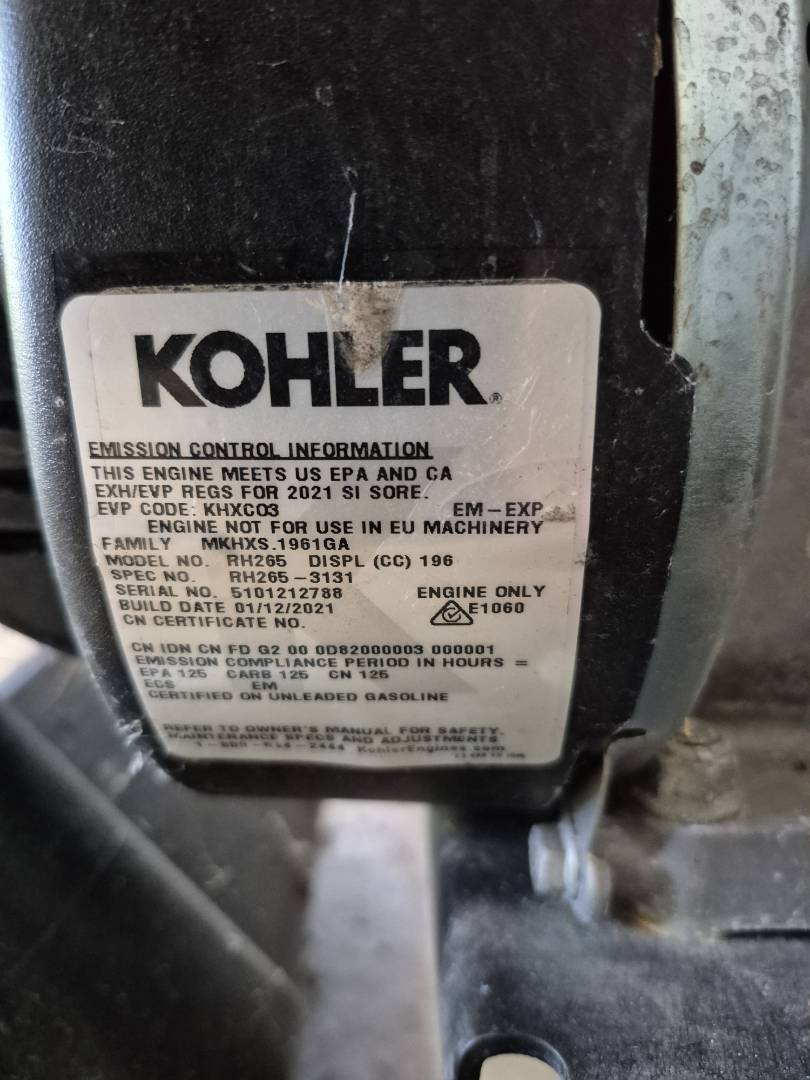 KOHLER®
EMISSION CONTROL INFORMATION
THIS ENGINE MEETS US EPA AND CA
EXH/EVP REGS FOR 2021 SI SORE.
EVP CODE: KHXC03 EM-EXP
ENGINE NOT FOR USE IN EU MACHINERY
FAMILY MKHXS.1961GA
MODEL NO. RH265 DISPL (CC) 196
SPEC NO. RH265-3131
SERIAL NO. 5101212788 ENGINE ONLY
BUILD DATE 01/12/2021 E1060
CN CERTIFICATE NO.
CN IDN CN FD G2 00 0D82000003 000001
EMISSION COMPLIANCE PERIOD IN HOURS =
EPA 125 CARB 125 CN 125
ECS EM
CERTIFIED ON UNLEADED GASOLINE
REFER TO OWNER'S MANUAL FOR SAFETY,
MAINTENANCE SPECS AND ADJUSTMENTS
KohlerEngines.com